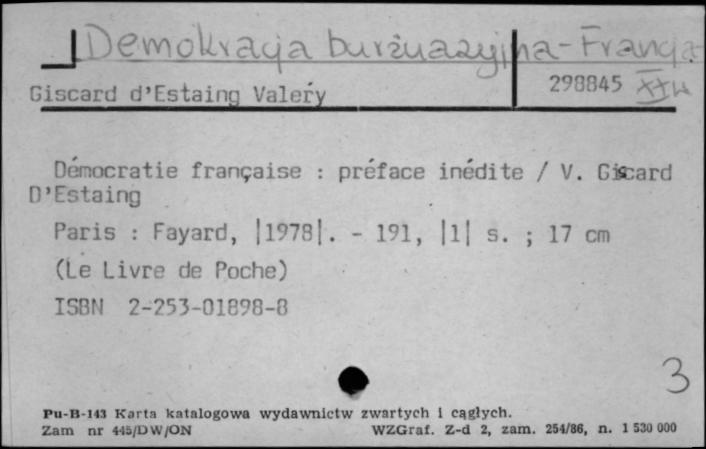 Demokracja burżuazyjna - Francja
Giscard d'Estaing Valery
298845
Démocratie française : préface inédite / V. Giscard
D'Estaing
Paris : Fayard, |1978|. - 191, |1| s. ; 17 cm
(Le Livre de Poche)
ISBN 2-253-01898-8
3
Pu-B-143 Karta katalogowa wydawnictw zwartych i ciągłych.
Zam nr 445/DW/ON WZGraf. Z-d 2, zam. 254/86, n. 1 530 000